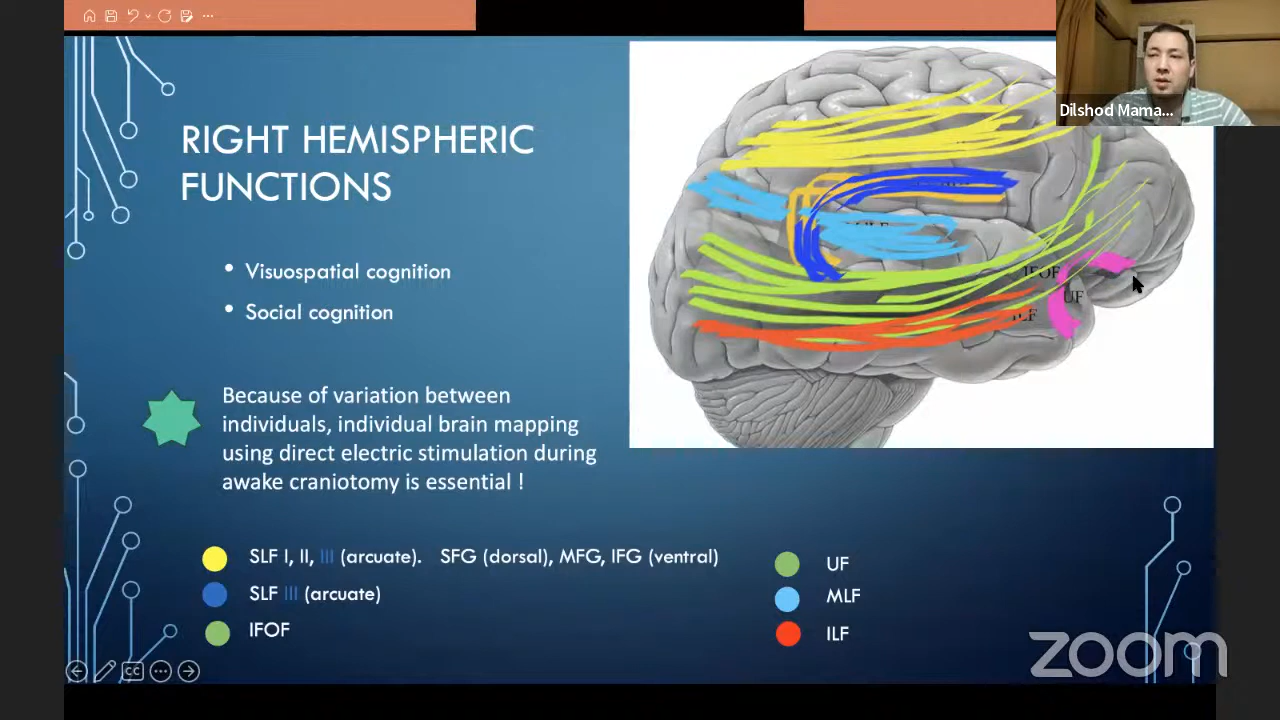 Dilshod Mama...
RIGHT HEMISPHERIC
FUNCTIONS
• Visuospatial cognition
• Social cognition
Because of variation between
individuals, individual brain mapping
using direct electric stimulation during
awake craniotomy is essential !
IFOF
UF
ILF
SLF I, II, III (arcuate). SFG (dorsal), MFG, IFG (ventral)
SLF III (arcuate)
IFOF
UF
MLF
ILF
CC
zoom